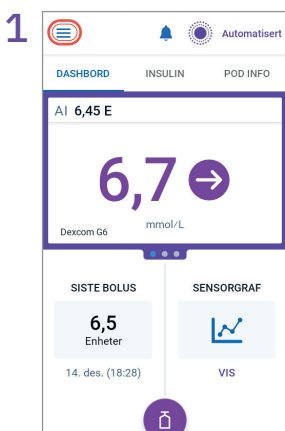 1
Automatisert
DASHBORD INSULIN POD INFO
AI 6,45 E
6,7
mmol/L
Dexcom G6
SISTE BOLUS SENSORGRAF
6,5
Enheter
14. des. (18:28) VIS